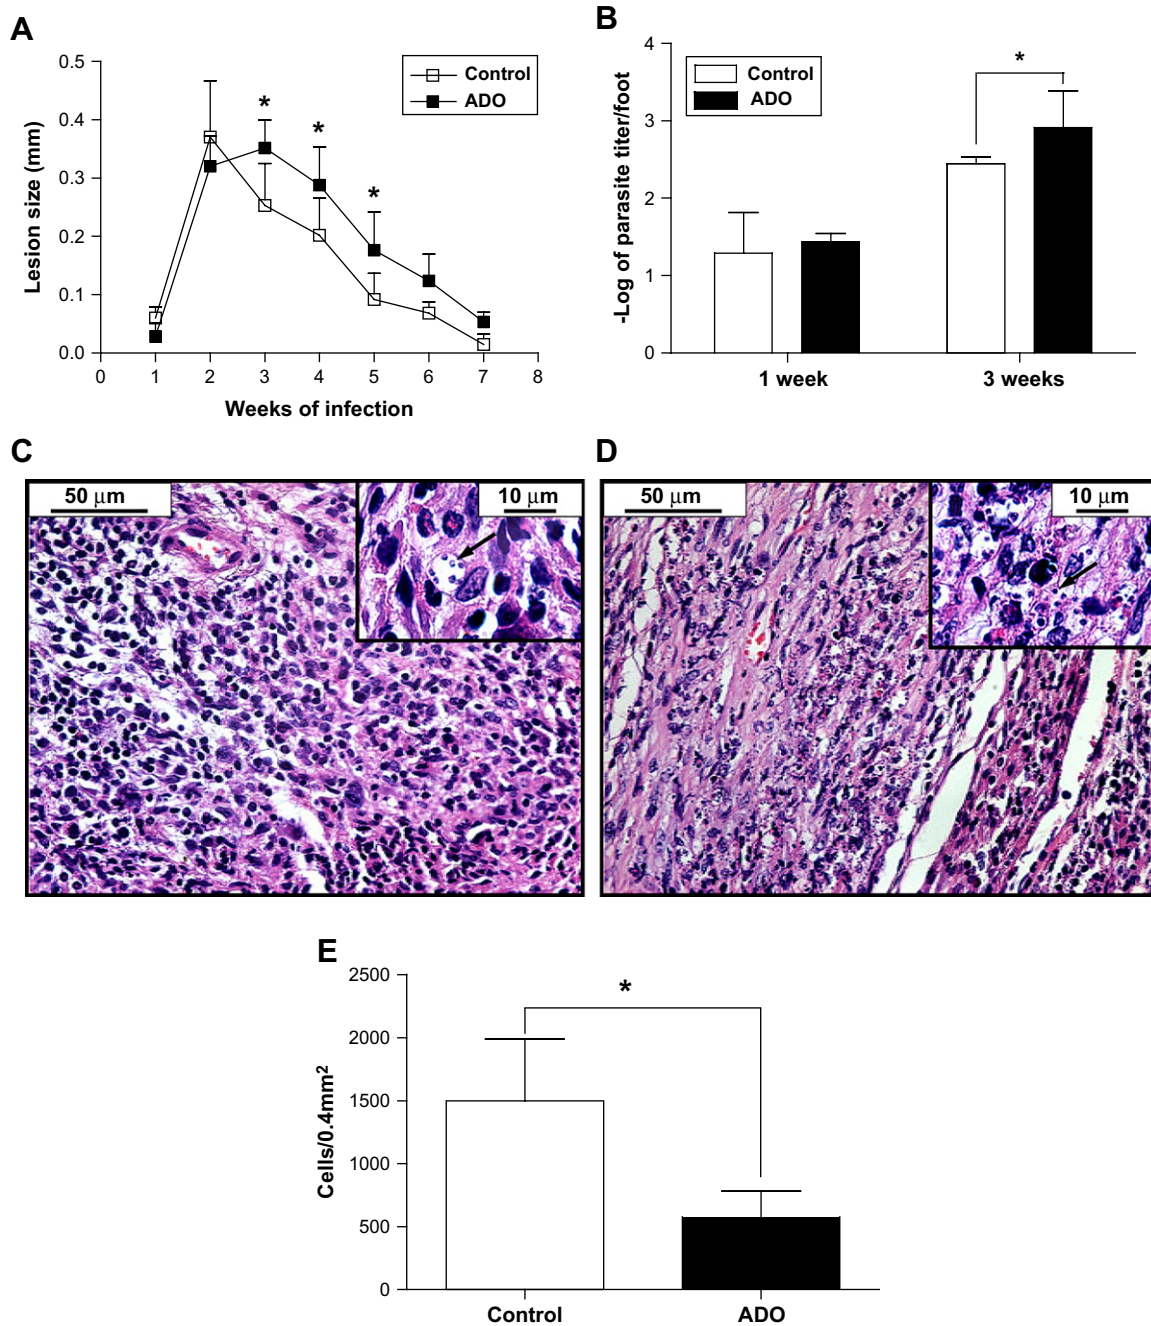 A
Lesion size (mm)
0.5
0.4
0.3
0.2
0.1
0.0
0 1 2 3 4 5 6 7 8
Weeks of infection
Control
ADO
*
*
*
B
-Log of parasite titer/foot
4
3
2
1
0
Control
ADO
*
1 week 3 weeks
C
50 μm
10 μm
D
50 μm
10 μm
E
Cells/0.4mm²
2500
2000
1500
1000
500
0
*
Control ADO